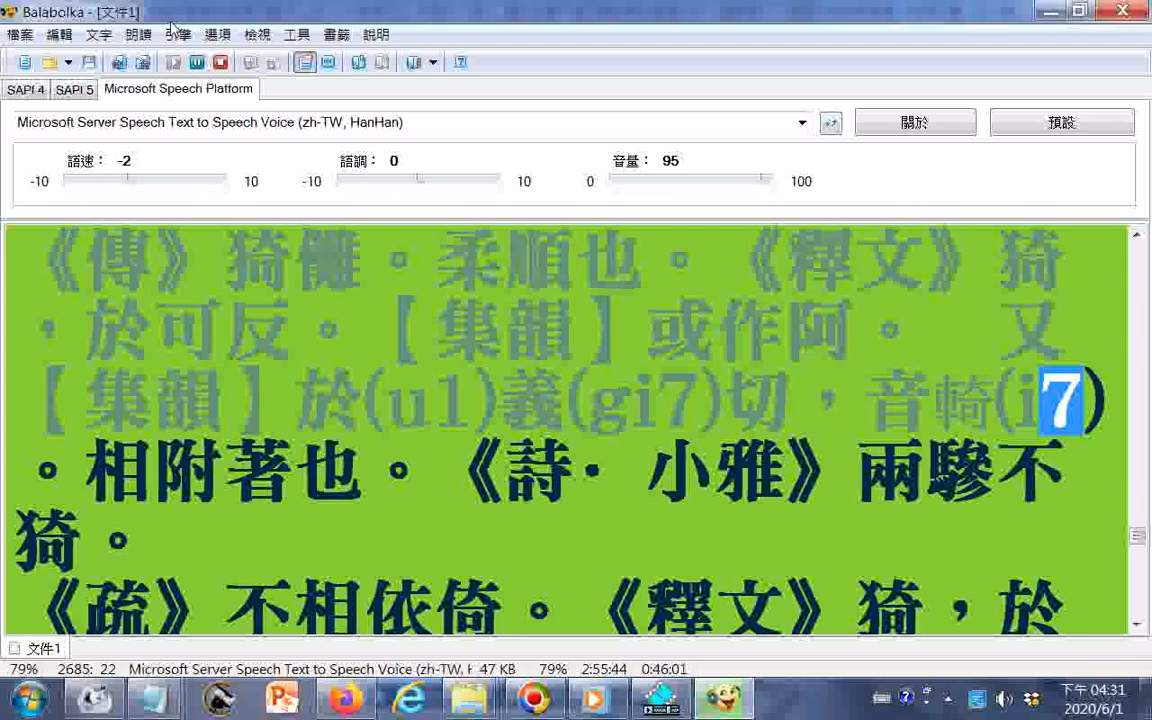 Balabolka - [文件1]
檔案 編輯 文字 朗讀 引擎 選項 檢視 工具 書籤 說明
SAPI 4 SAPI 5 Microsoft Speech Platform
Microsoft Server Speech Text to Speech Voice (zh-TW, HanHan) 關於 預設
語速： -2 語調： 0 音量： 95
-10 10 -10 10 0 100
《傳》猗儺。柔順也。《釋文》猗
，於可反。【集韻】或作阿。 又
【集韻】於(u1)義(gi7)切，音輢(i7)
。相附著也。《詩· 小雅》兩驂不
猗。
《疏》不相依倚。《釋文》猗，於
文件1
79% 2685: 22 Microsoft Server Speech Text to Speech Voice (zh-TW, H 47 KB 79% 2:55:44 0:46:01
下午 04:31
2020/6/1